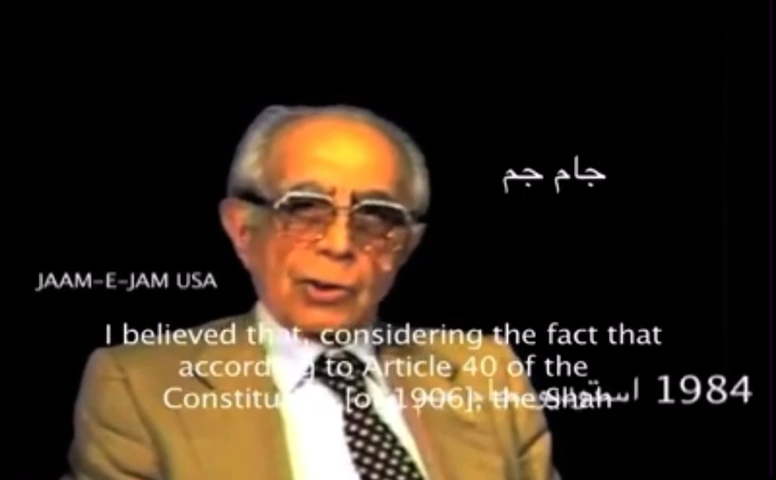 جام جم
JAAM-E-JAM USA
I believed that, considering the fact that
according to Article 40 of the
Constitution [of 1906], the Shah
استودیو 1984